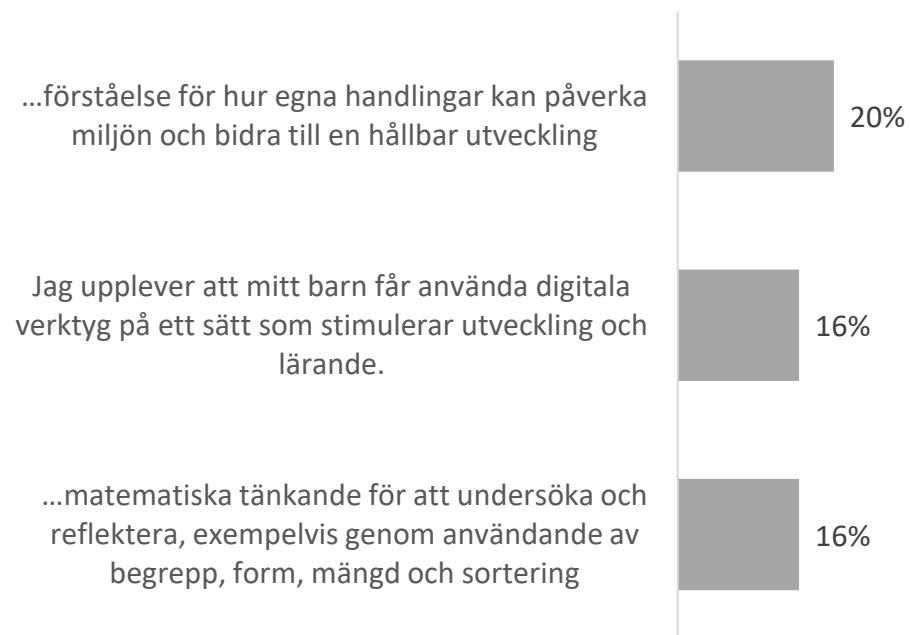 ...förståelse för hur egna handlingar kan påverka
miljön och bidra till en hållbar utveckling
20%
Jag upplever att mitt barn får använda digitala
verktyg på ett sätt som stimulerar utveckling och
lärande.
16%
...matematiska tänkande för att undersöka och
reflektera, exempelvis genom användande av
begrepp, form, mängd och sortering
16%